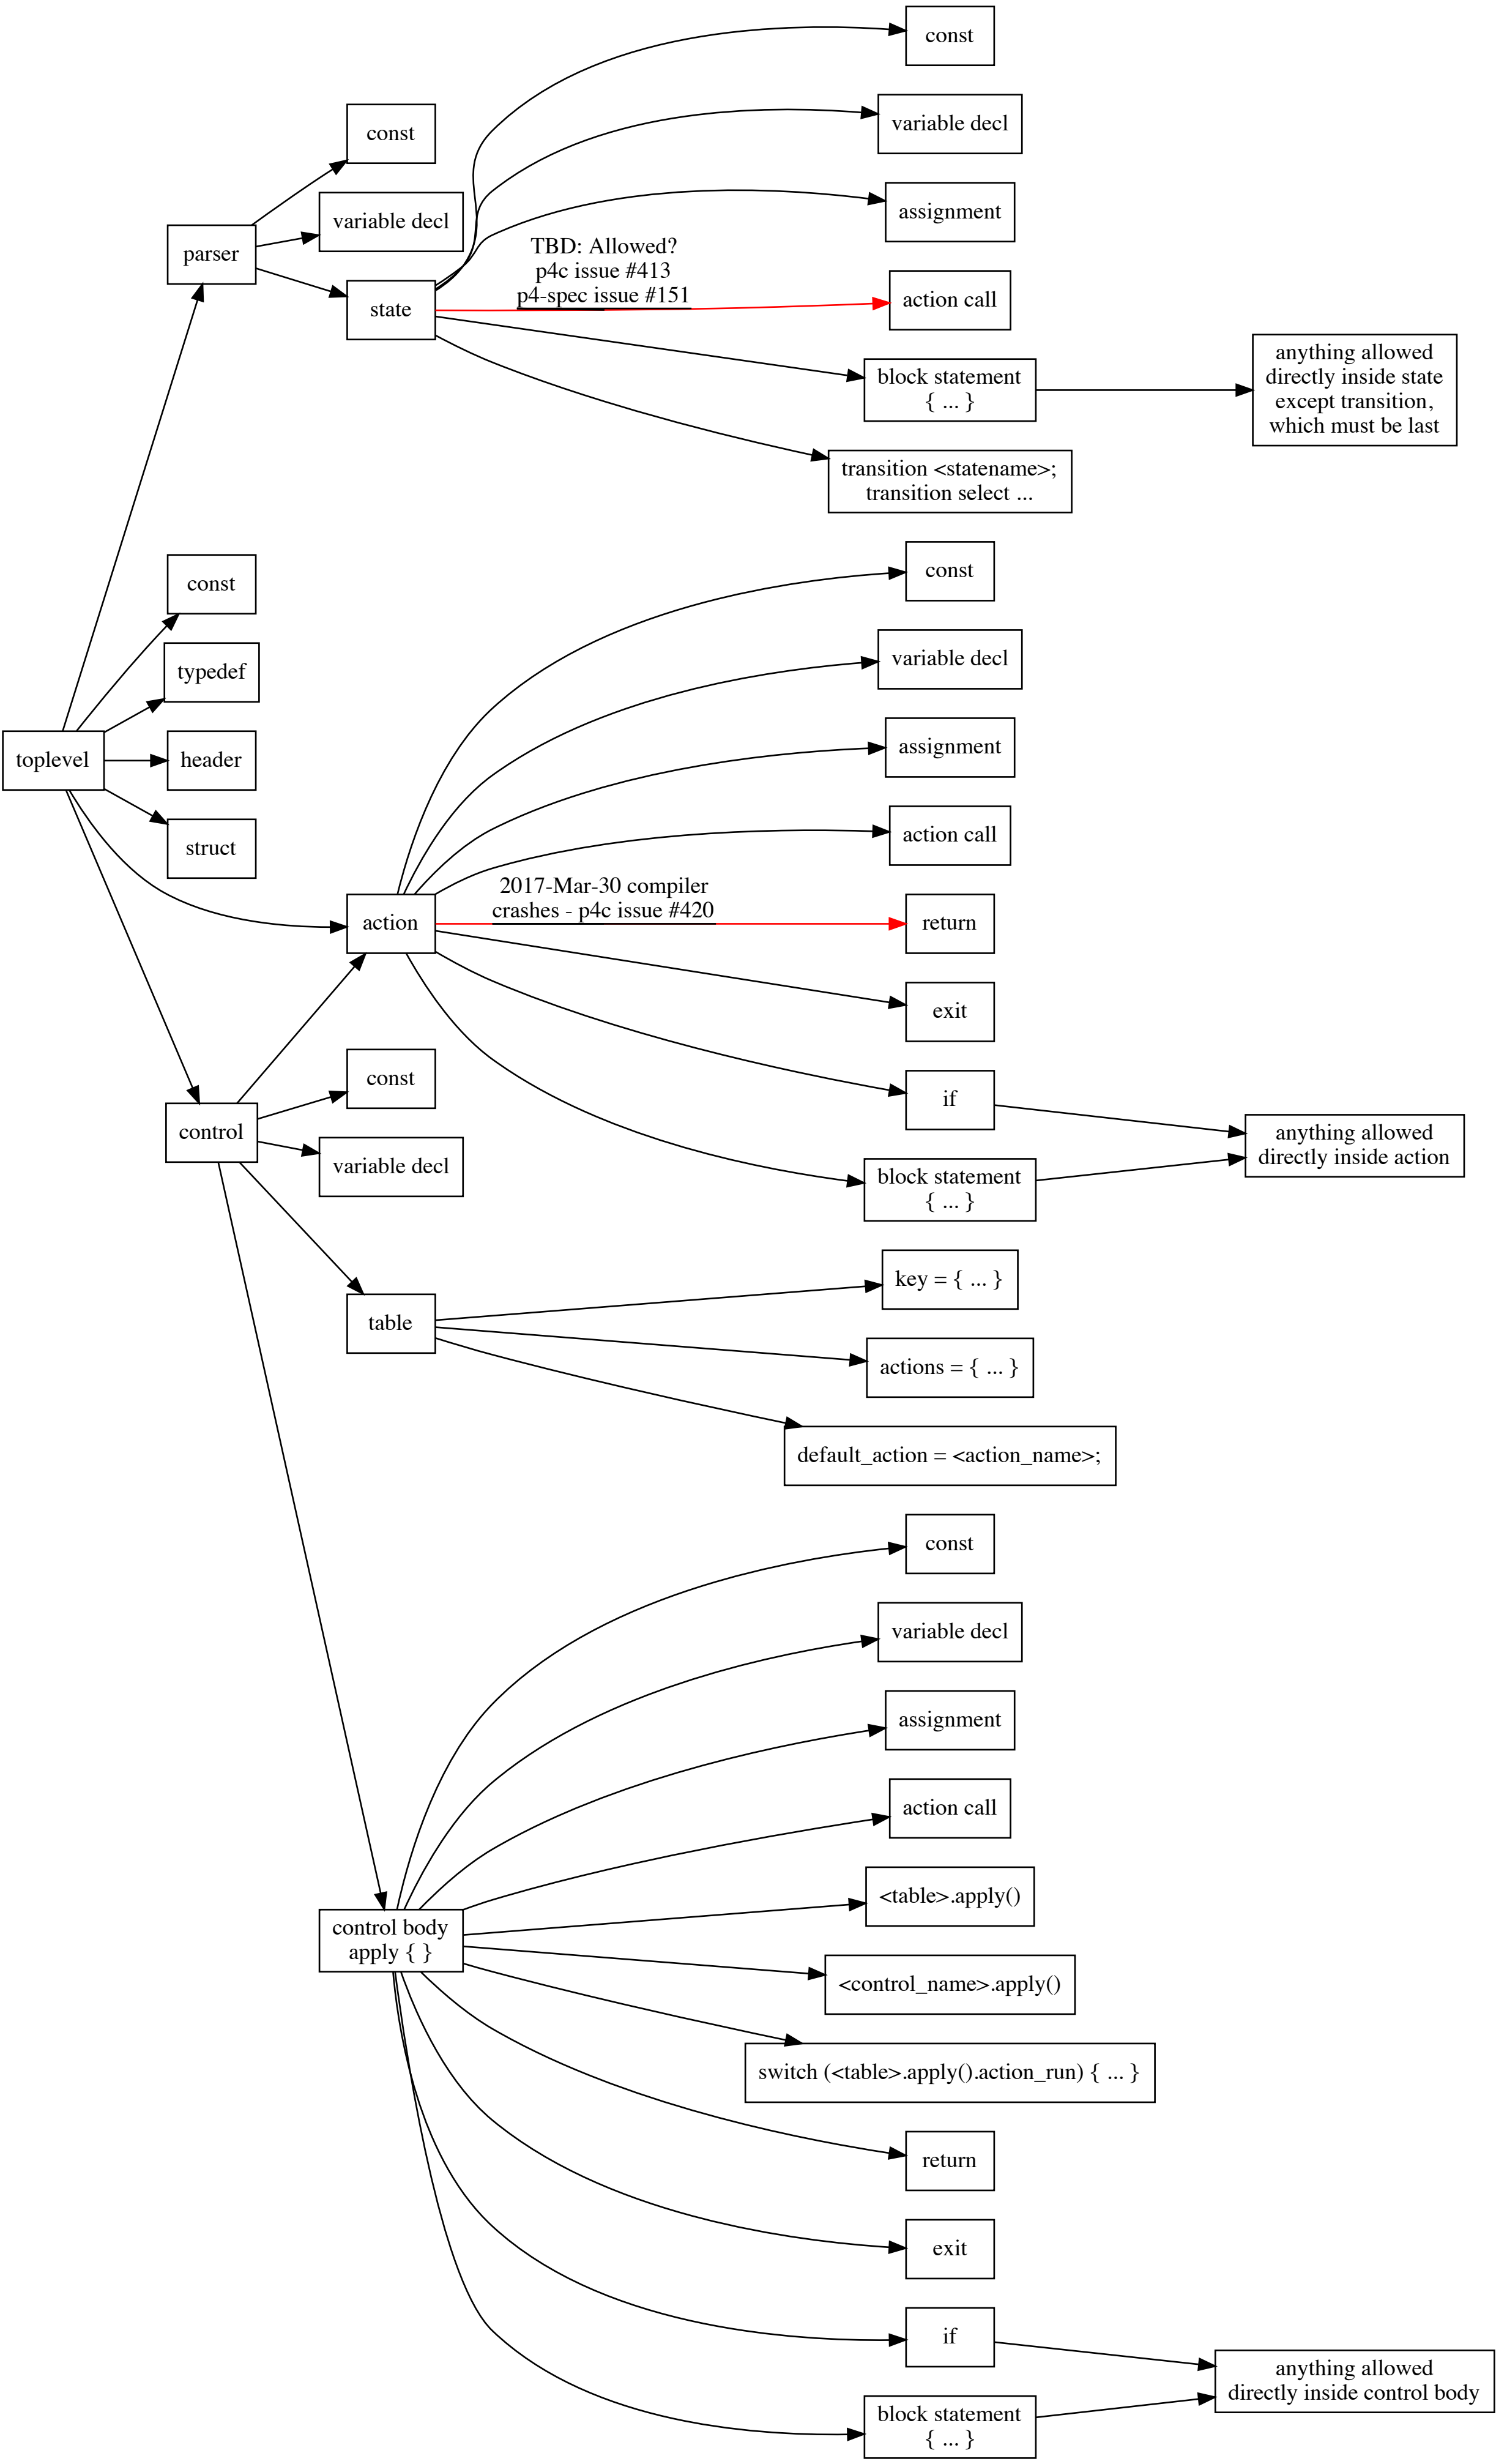 const
variable decl
assignment
TBD: Allowed?
p4c issue #413
p4-spec issue #151
action call
block statement
{ ... }
anything allowed
directly inside state
except transition,
which must be last
transition <statename>;
transition select ...
const
variable decl
state
parser
const
typedef
header
struct
toplevel
const
variable decl
assignment
action call
2017-Mar-30 compiler
crashes - p4c issue #420
action
return
exit
if
block statement
{ ... }
anything allowed
directly inside action
const
control
variable decl
table
key = { ... }
actions = { ... }
default_action = <action_name>;
const
variable decl
assignment
action call
<table>.apply()
control body
apply { }
<control_name>.apply()
switch (<table>.apply().action_run) { ... }
return
exit
if
block statement
{ ... }
anything allowed
directly inside control body